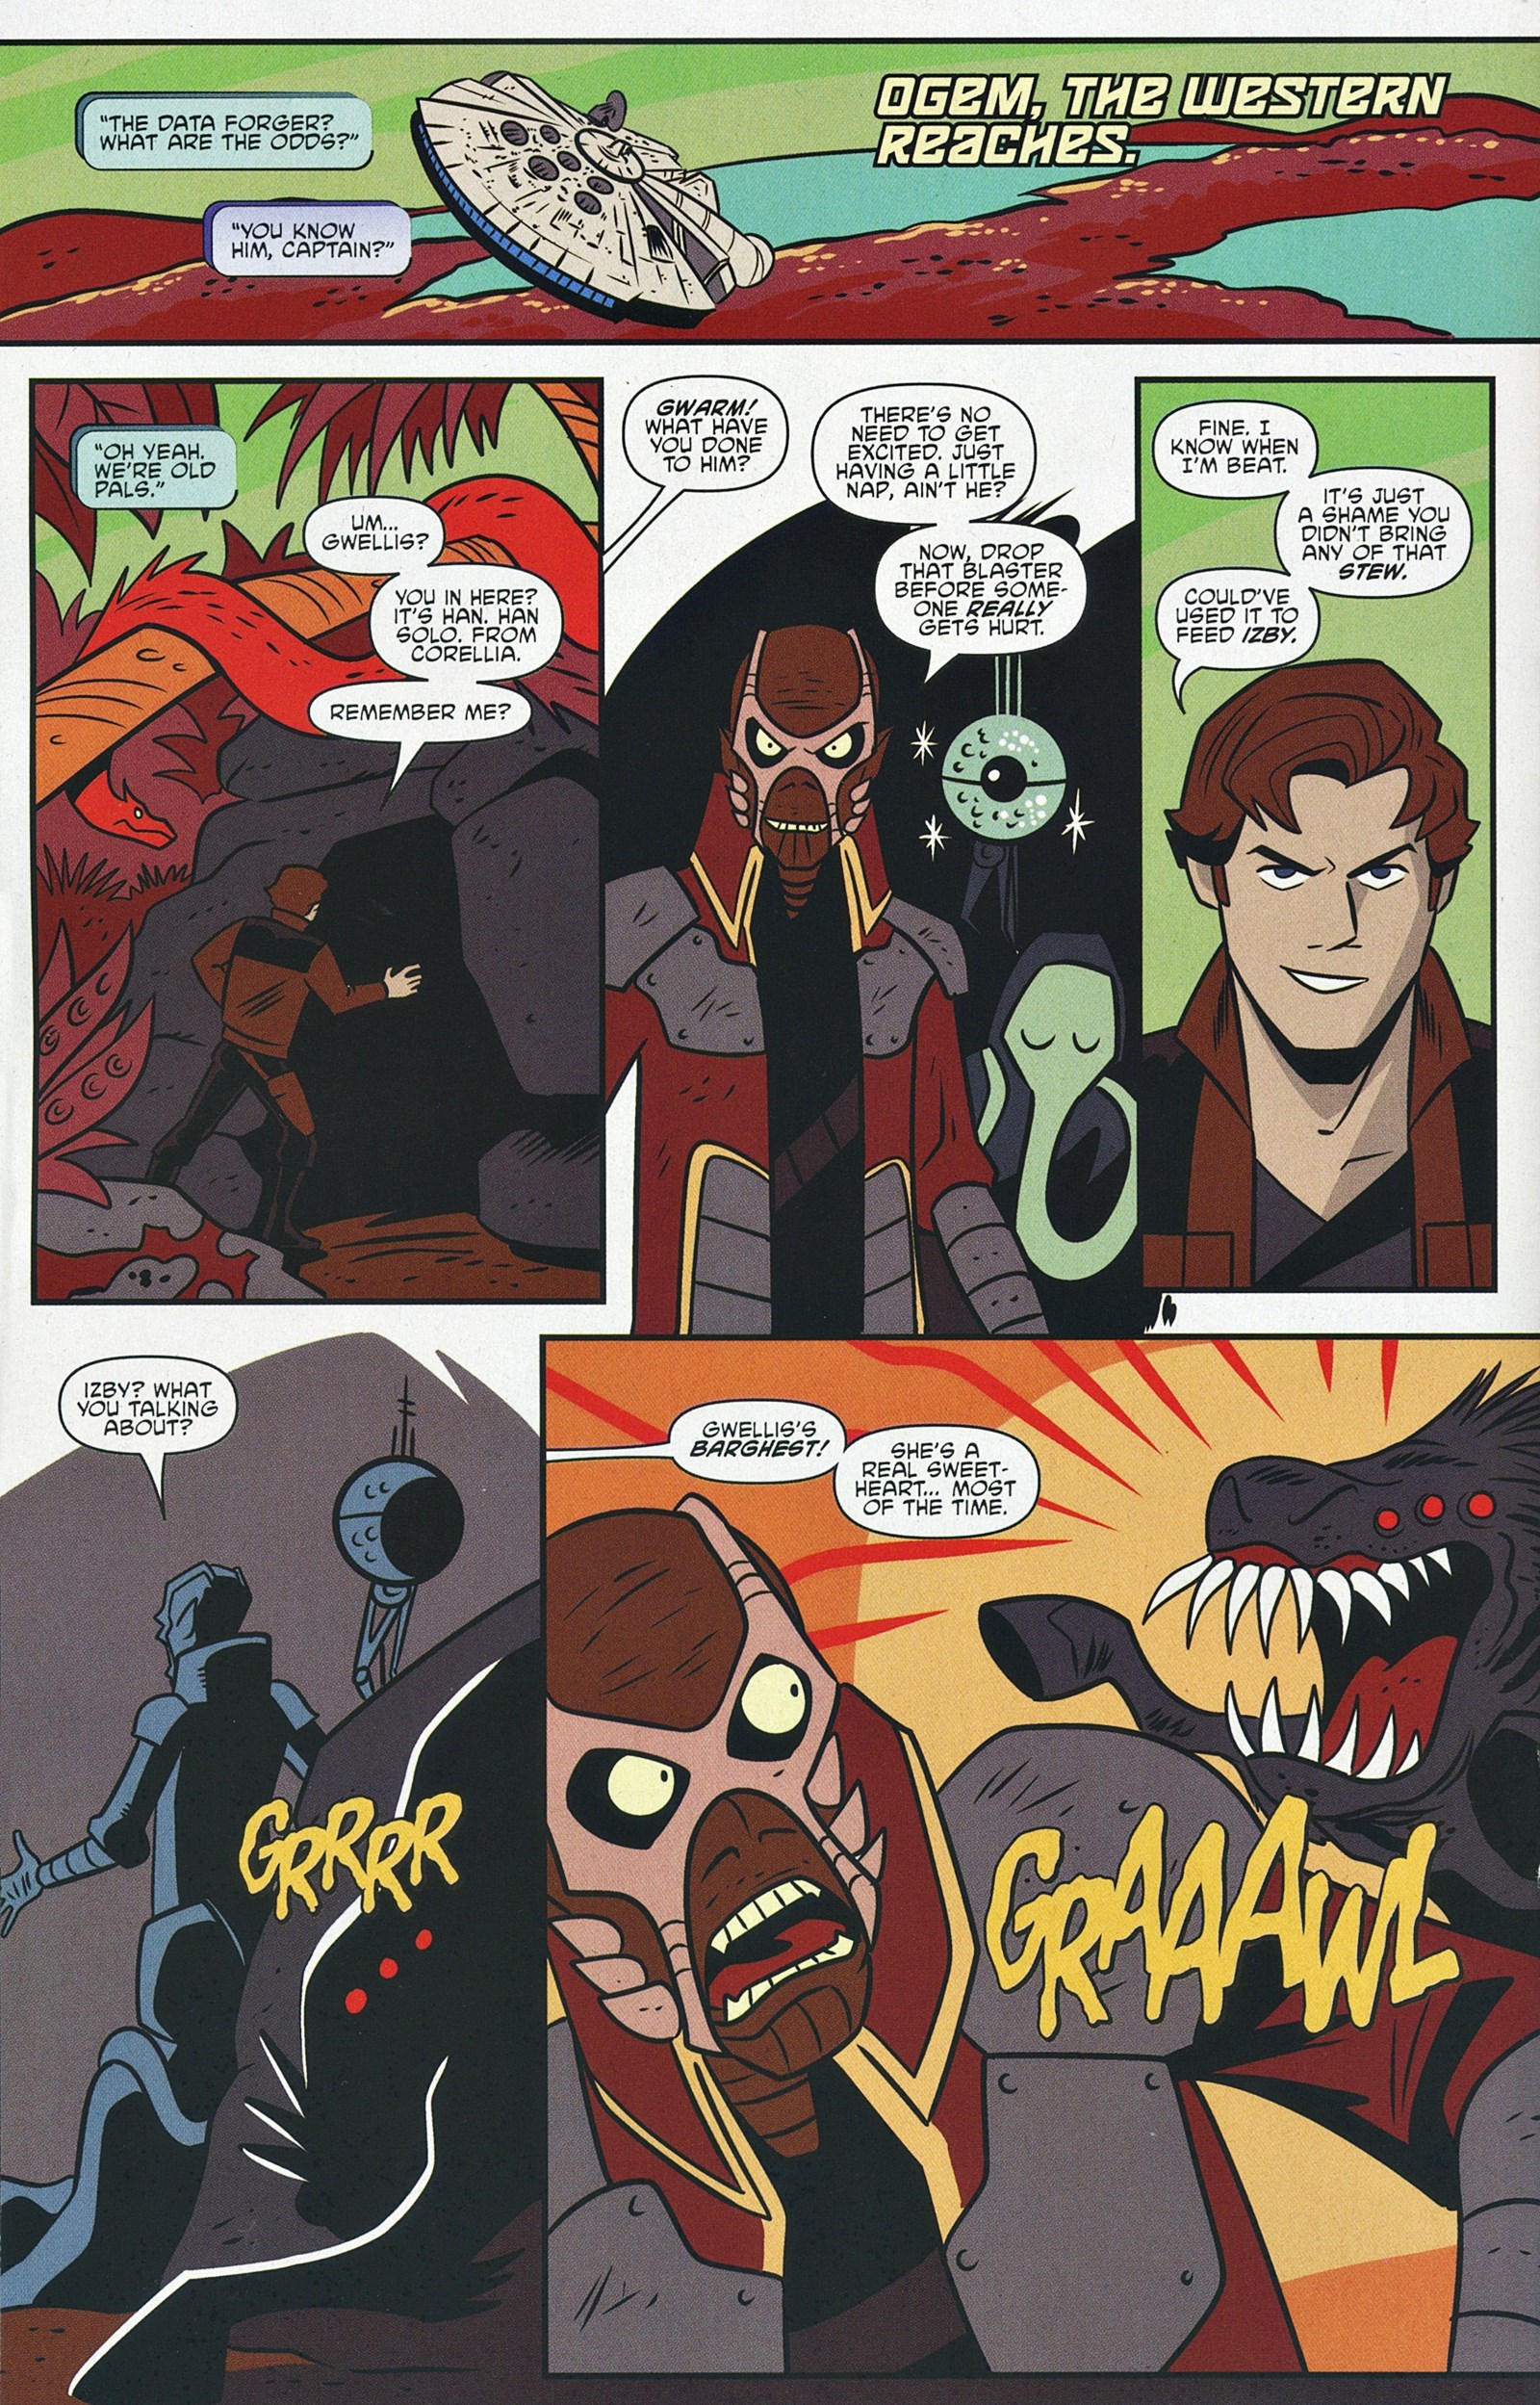 "THE DATA FORGER?
WHAT ARE THE ODDS?"
"YOU KNOW
HIM, CAPTAIN?"
OGEM, THE WESTERN
REACHES.
"OH YEAH.
WE'RE OLD
PALS."
UM...
GWELLIS?
YOU IN HERE?
IT'S HAN. HAN
SOLO. FROM
CORELLIA.
REMEMBER ME?
GWARM!
WHAT HAVE
YOU DONE
TO HIM?
THERE'S NO
NEED TO GET
EXCITED. JUST
HAVING A LITTLE
NAP, AIN'T HE?
NOW, DROP
THAT BLASTER
BEFORE SOME-
ONE REALLY
GETS HURT.
FINE. I
KNOW WHEN
I'M BEAT.
IT'S JUST
A SHAME YOU
DIDN'T BRING
ANY OF THAT
STEW.
COULD'VE
USED IT TO
FEED IZBY.
IZBY? WHAT
YOU TALKING
ABOUT?
GRRRR
GWELLIS'S
BARGHEST!
SHE'S A
REAL SWEET-
HEART... MOST
OF THE TIME.
GRAAAAWL